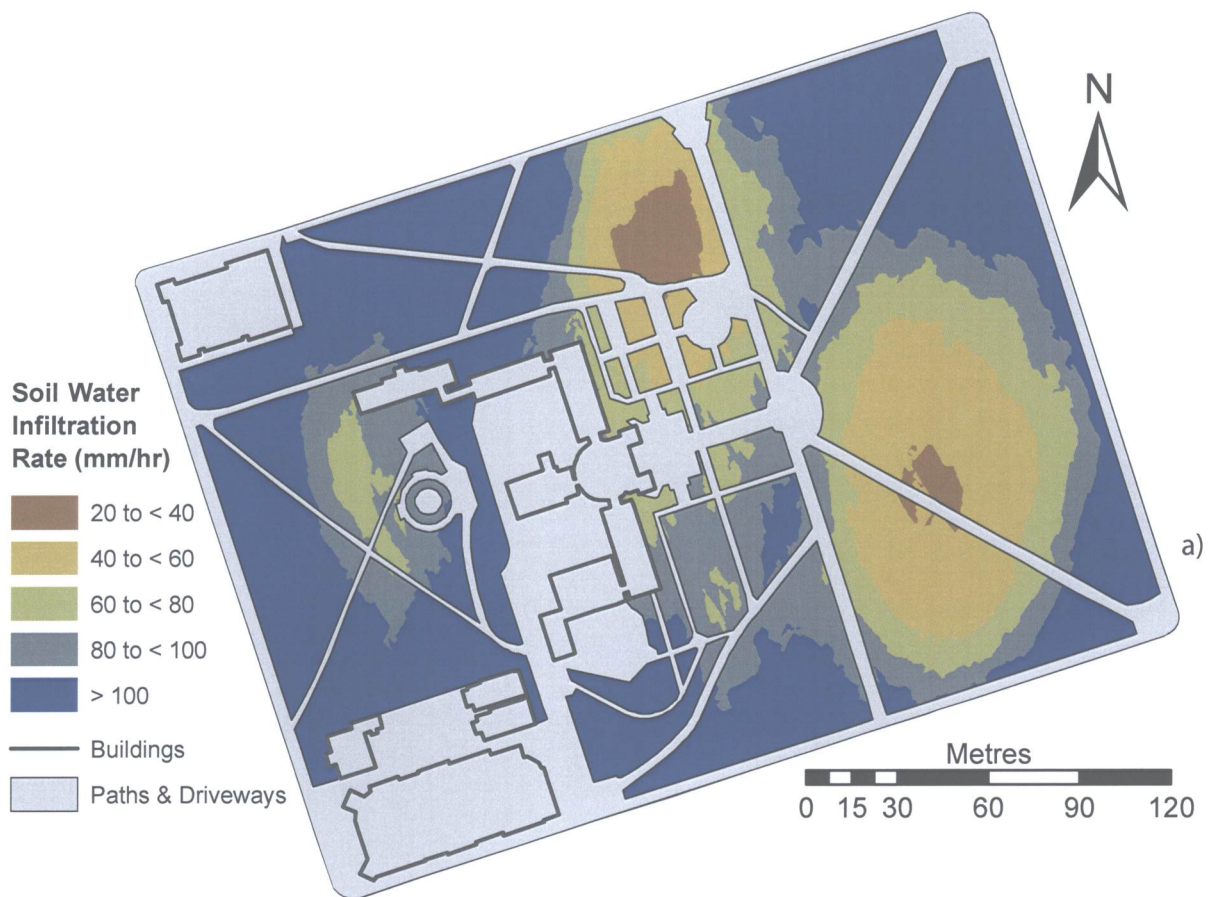 N
Soil Water
Infiltration
Rate (mm/hr)
20 to < 40
40 to < 60
60 to < 80
80 to < 100
> 100
Buildings
Paths & Driveways
a)
Metres
0 15 30 60 90 120